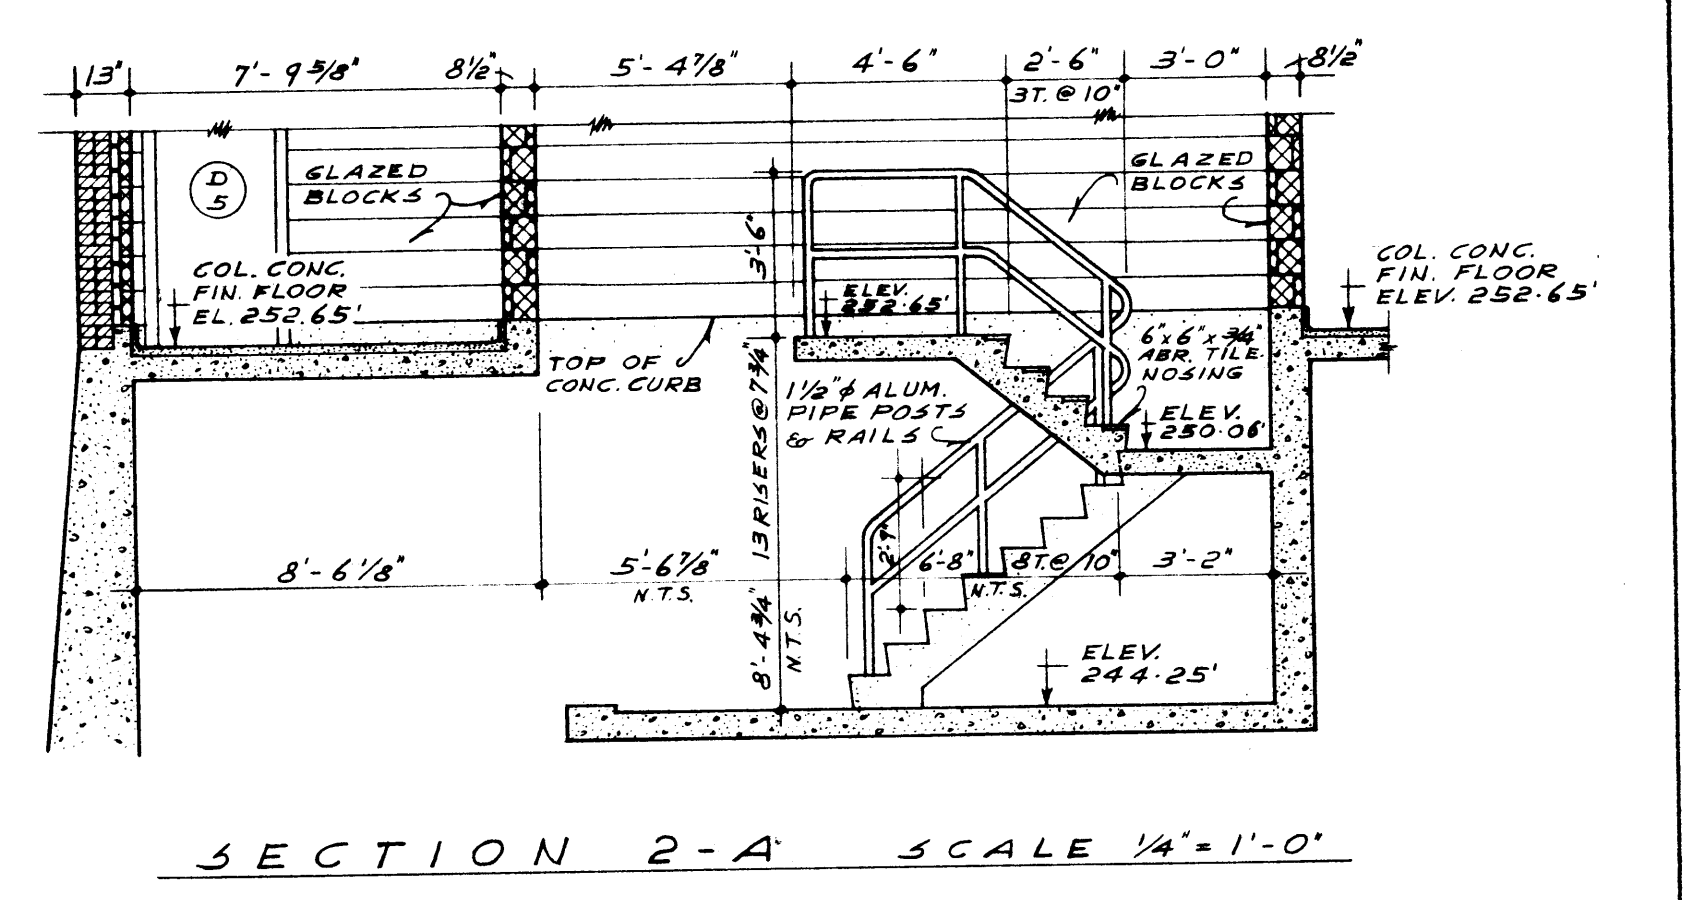 13" 7'-9 5/8" 8 1/2" 5'-4 7/8" 4'-6" 2'-6" 3'-0" 8 1/2"
3T. @ 10"
D
5
GLAZED
BLOCKS
GLAZED
BLOCKS
3'-6"
COL. CONC.
FIN. FLOOR
EL. 252.65'
ELEV.
252.65'
COL. CONC.
FIN. FLOOR
ELEV. 252.65'
TOP OF
CONC. CURB
6" x 6" x 3/4"
ABR. TILE
NOSING
1 1/2" φ ALUM.
PIPE POSTS
& RAILS
ELEV.
250.06'
8'-4 3/4" 13 RISERS @ 7 3/4"
N.T.S.
2'-9"
8'-6 1/8" 5'-6 7/8" 6'-8" 8T. @ 10" 3'-2"
N.T.S. N.T.S.
ELEV.
244.25'
SECTION 2-A SCALE 1/4" = 1'-0"